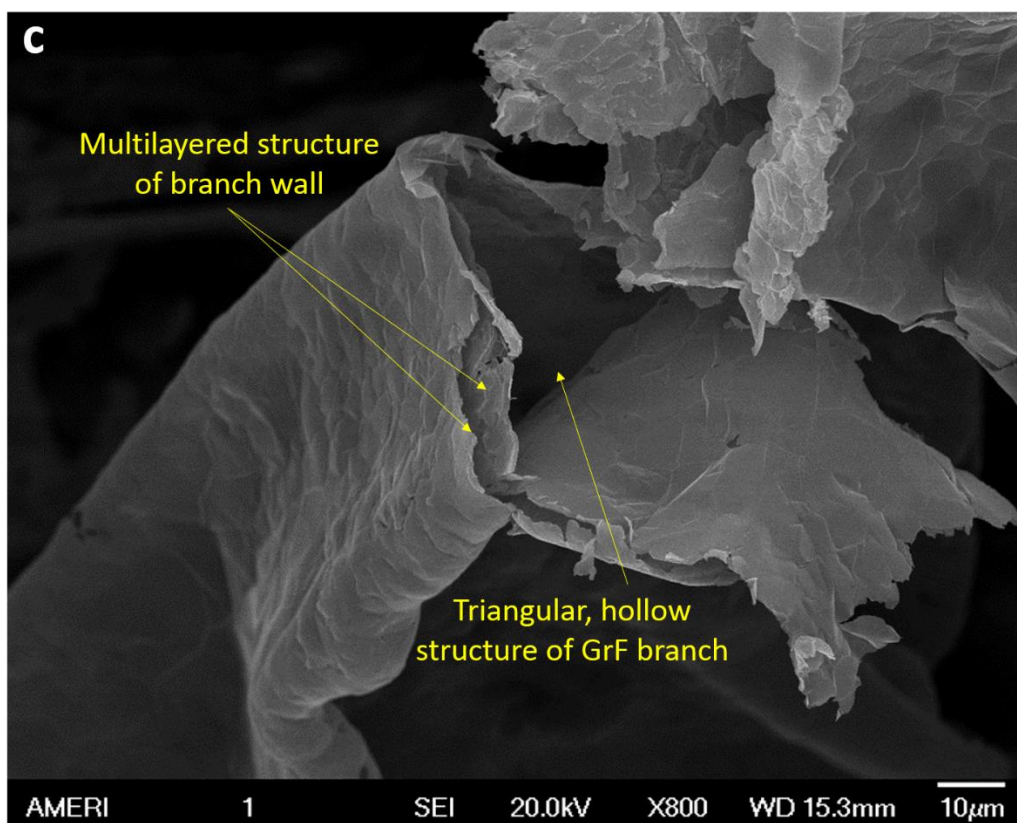 c
Multilayered structure
of branch wall
Triangular, hollow
structure of GrF branch
AMERI 1 SEI 20.0kV X800 WD 15.3mm 10µm